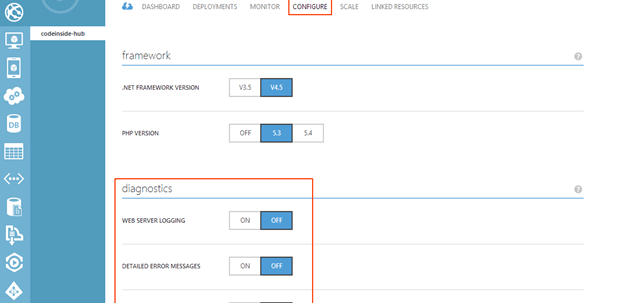 DASHBOARD DEPLOYMENTS MONITOR CONFIGURE SCALE LINKED RESOURCES
codeinside-hub
framework ?
.NET FRAMEWORK VERSION V3.5 V4.5
PHP VERSION OFF 5.3 5.4
diagnostics ?
WEB SERVER LOGGING ON OFF
DETAILED ERROR MESSAGES ON OFF
DB